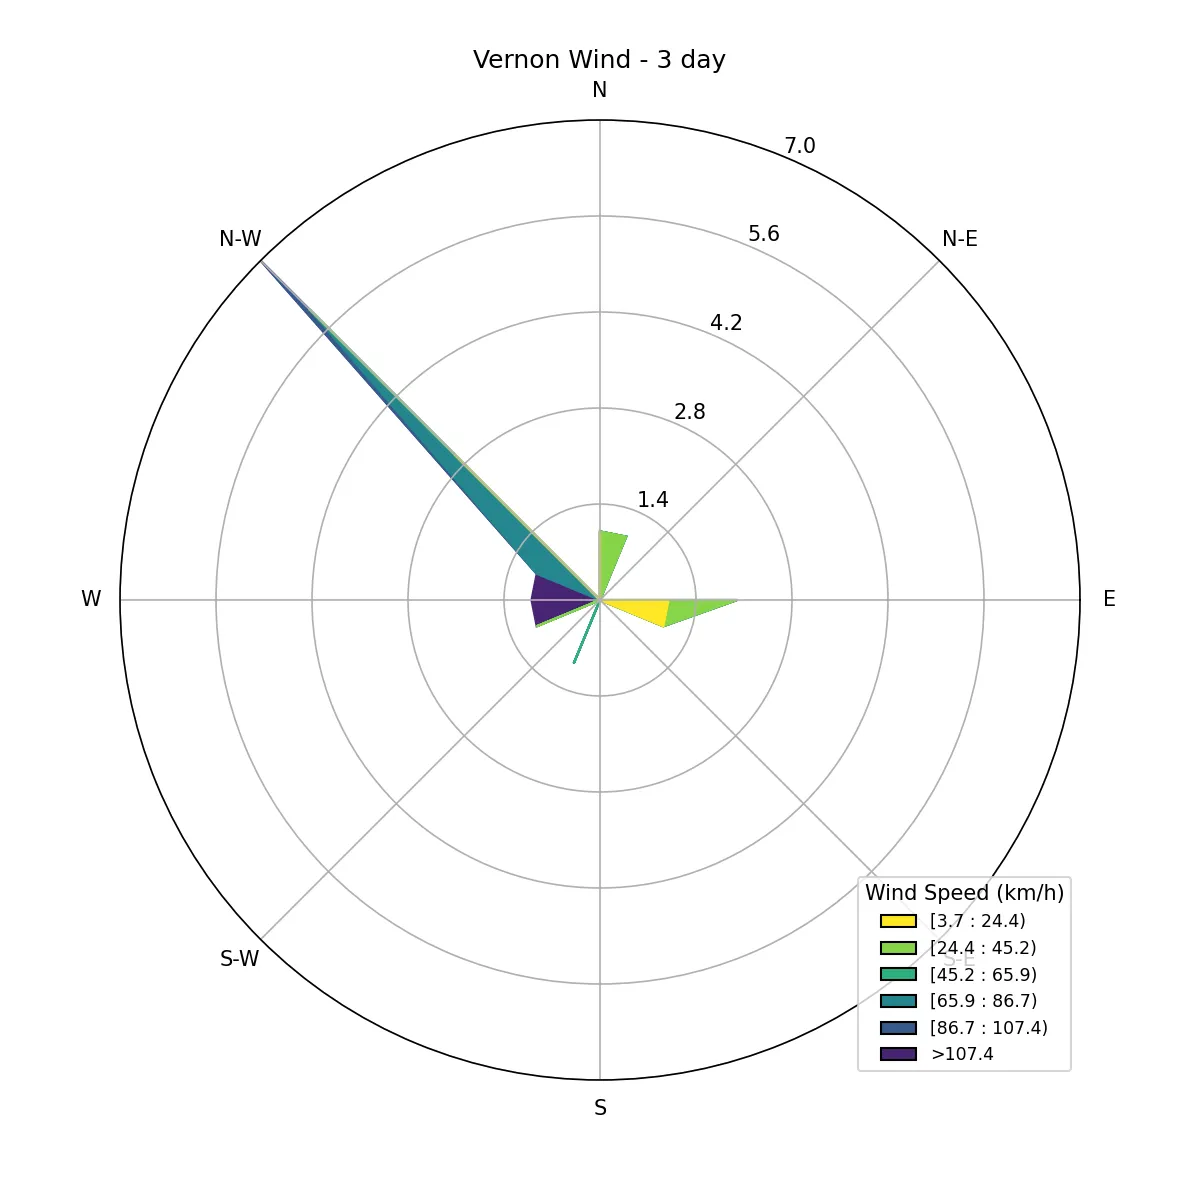 Vernon Wind - 3 day
N
7.0
5.6
N-W
N-E
4.2
2.8
1.4
W
E
S-W
S-E
S
Wind Speed (km/h)
[3.7 : 24.4)
[24.4 : 45.2)
[45.2 : 65.9)
[65.9 : 86.7)
[86.7 : 107.4)
>107.4